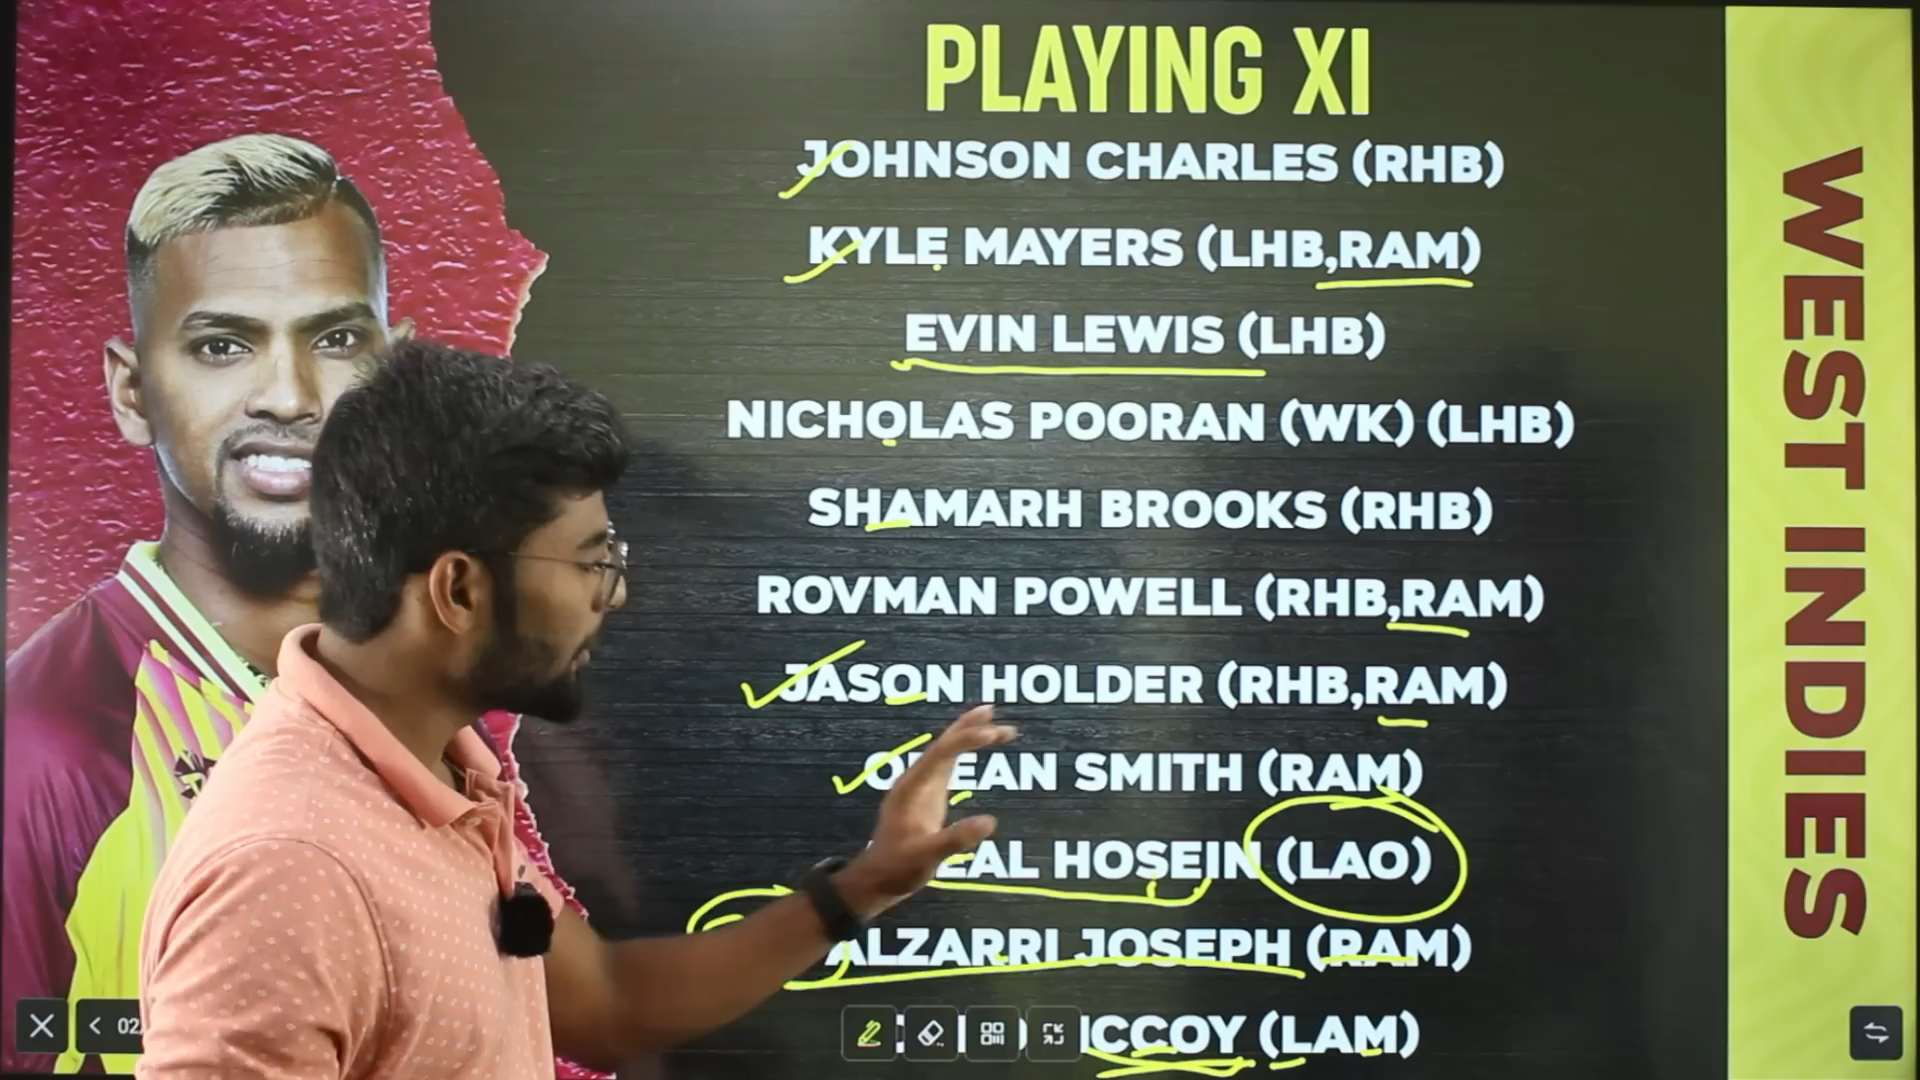 PLAYING XI
JOHNSON CHARLES (RHB)
KYLE MAYERS (LHB,RAM)
EVIN LEWIS (LHB)
NICHOLAS POORAN (WK) (LHB)
SHAMARH BROOKS (RHB)
ROVMAN POWELL (RHB,RAM)
JASON HOLDER (RHB,RAM)
SMITH (RAM)
HOSEIN (LAO)
ALZARRI JOSEPH (RAM)
CCOY (LAM)
02
WEST INDIES